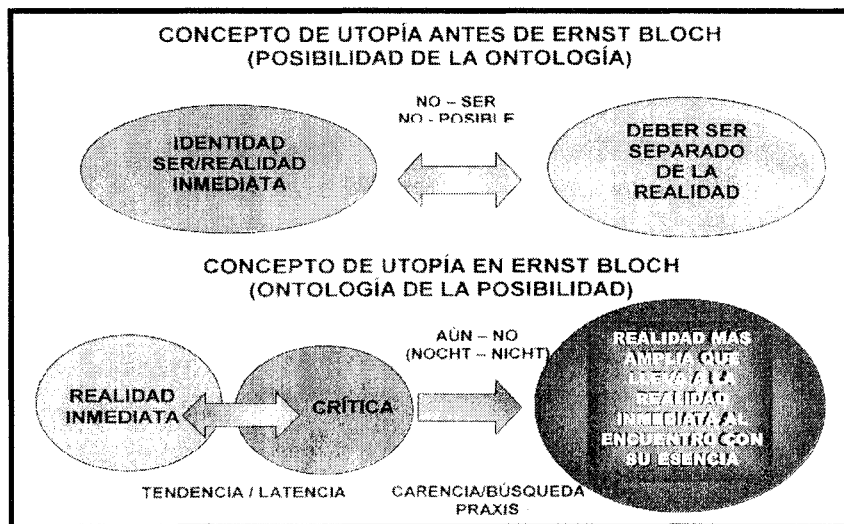 CONCEPTO DE UTOPÍA ANTES DE ERNST BLOCH
(POSIBILIDAD DE LA ONTOLOGÍA)
NO – SER
NO - POSIBLE
IDENTIDAD
SER/REALIDAD
INMEDIATA
DEBER SER
SEPARADO
DE LA
REALIDAD
CONCEPTO DE UTOPÍA EN ERNST BLOCH
(ONTOLOGÍA DE LA POSIBILIDAD)
AÙN – NO
(NOCHT – NICHT)
REALIDAD
INMEDIATA
CRÍTICA
REALIDAD MAS
AMPLIA QUE
LLEVA A LA
REALIDAD
INMEDIATA AL
ENCUENTRO CON
SU ESENCIA
TENDENCIA / LATENCIA
CARENCIA/BÚSQUEDA
PRAXIS